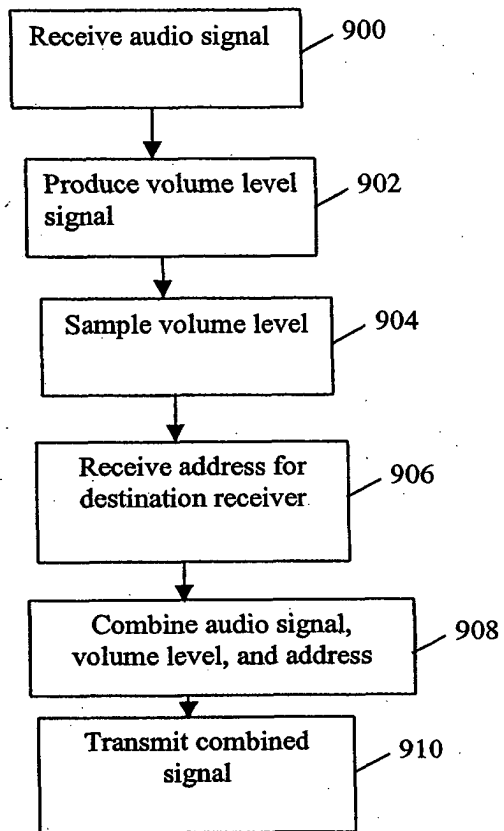 Receive audio signal
900
Produce volume level
signal
902
Sample volume level
904
Receive address for
destination receiver
906
Combine audio signal,
volume level, and address
908
Transmit combined
signal
910